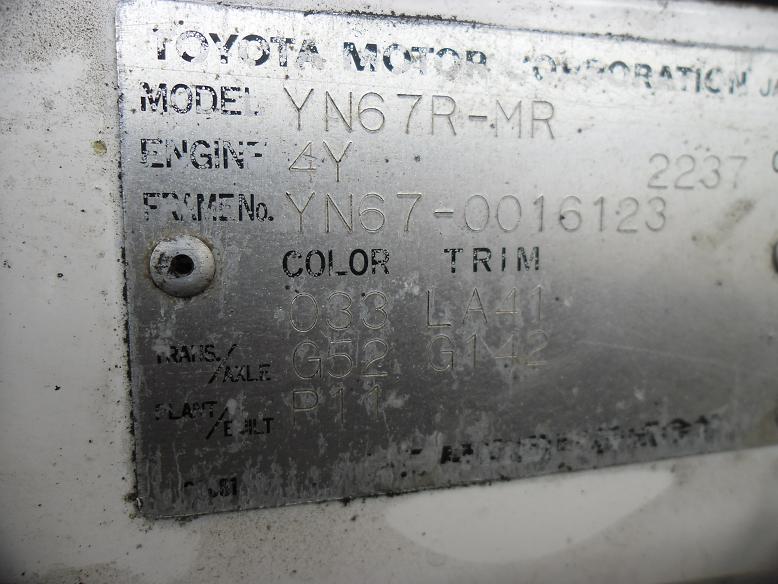 TOYOTA MOTOR CORPORATION JA
MODEL YN67R-MR
ENGINE 4Y 2237
FRAME No. YN67-0016123
COLOR TRIM
033 LA41
TRANS./AXLE G52 G142
PLANT/BUILT P11